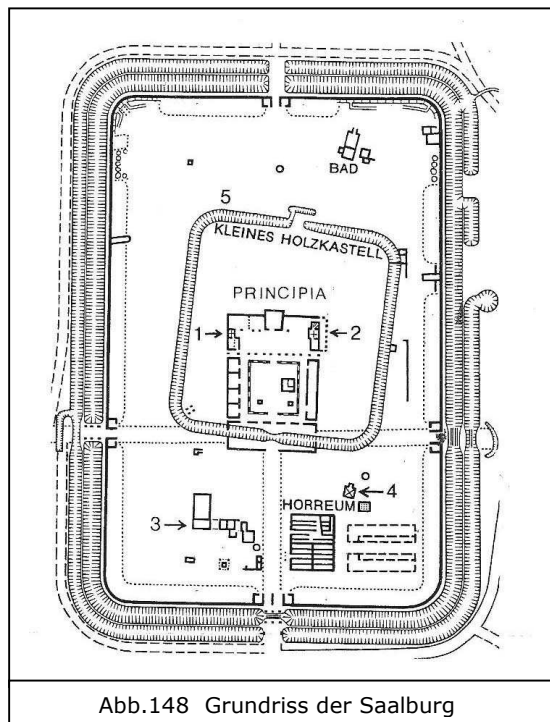 BAD
5
KLEINES HOLZKASTELL
PRINCIPIA
1
2
4
HORREUM
3
Abb.148 Grundriss der Saalburg